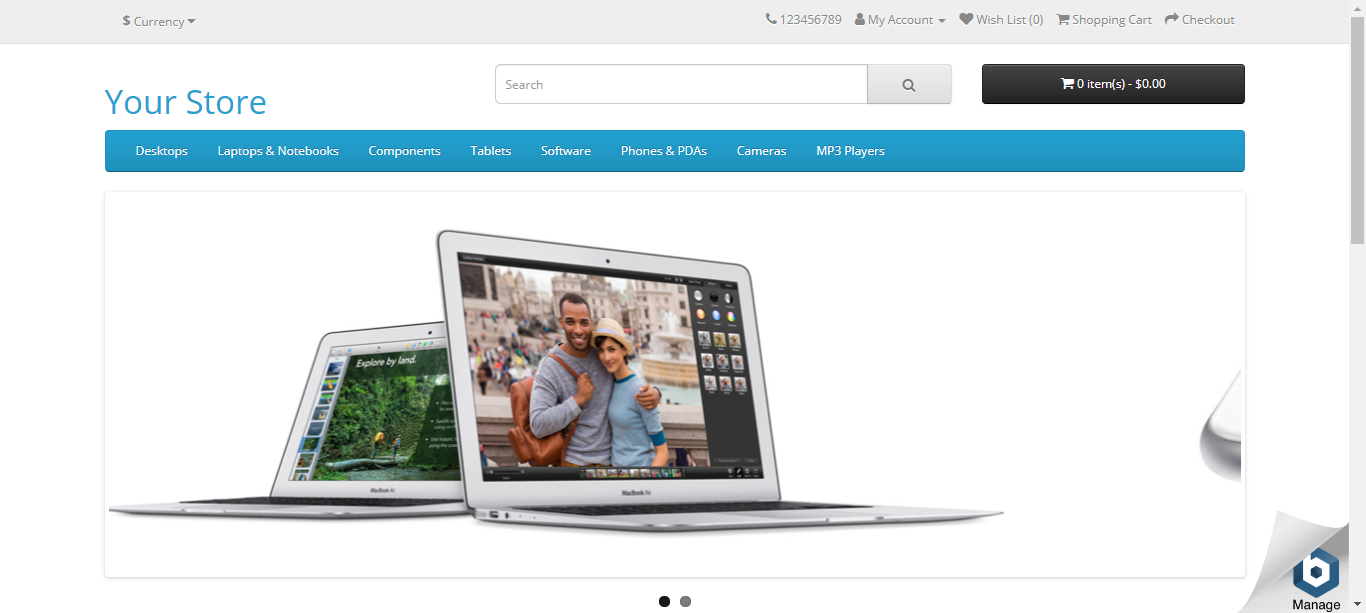 $ Currency
123456789 My Account Wish List (0) Shopping Cart Checkout
Your Store
Search
0 item(s) - $0.00
Desktops Laptops & Notebooks Components Tablets Software Phones & PDAs Cameras MP3 Players
Explore by land.
MacBook Air
MacBook Air
Manage